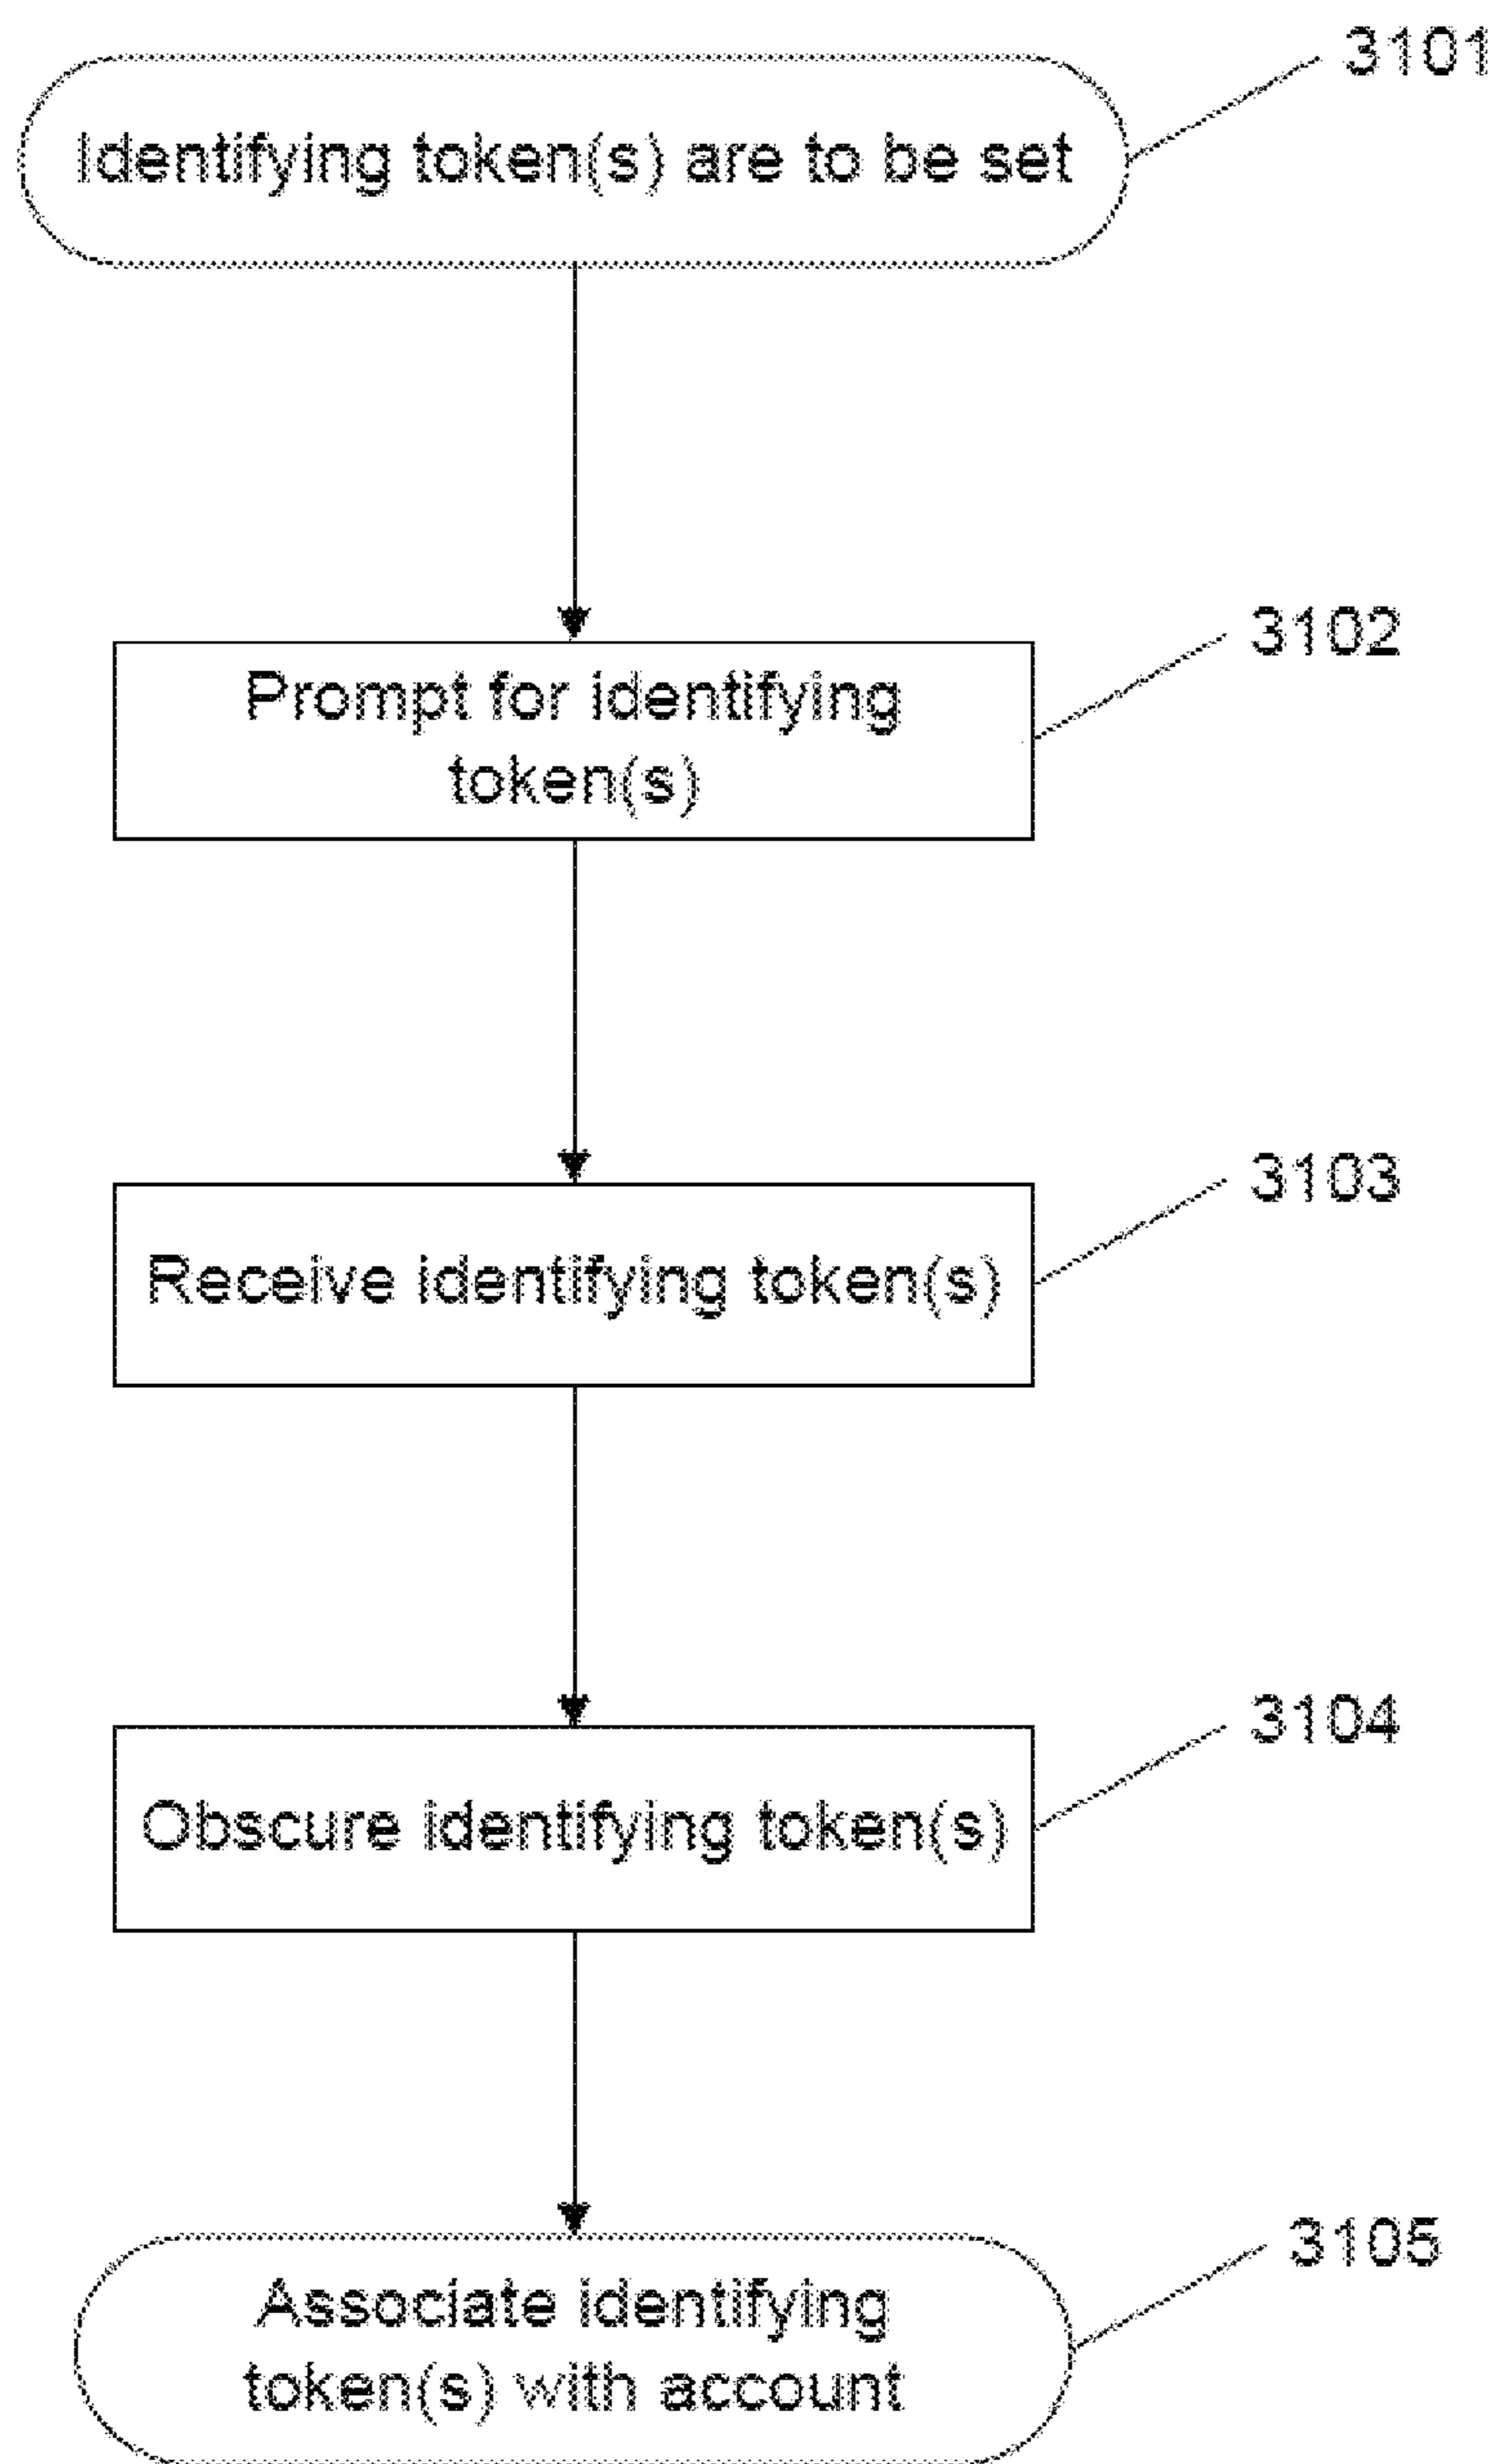 3101
Identifying token(s) are to be set
3102
Prompt for identifying
token(s)
3103
Receive identifying token(s)
3104
Obscure identifying token(s)
3105
Associate identifying
token(s) with account